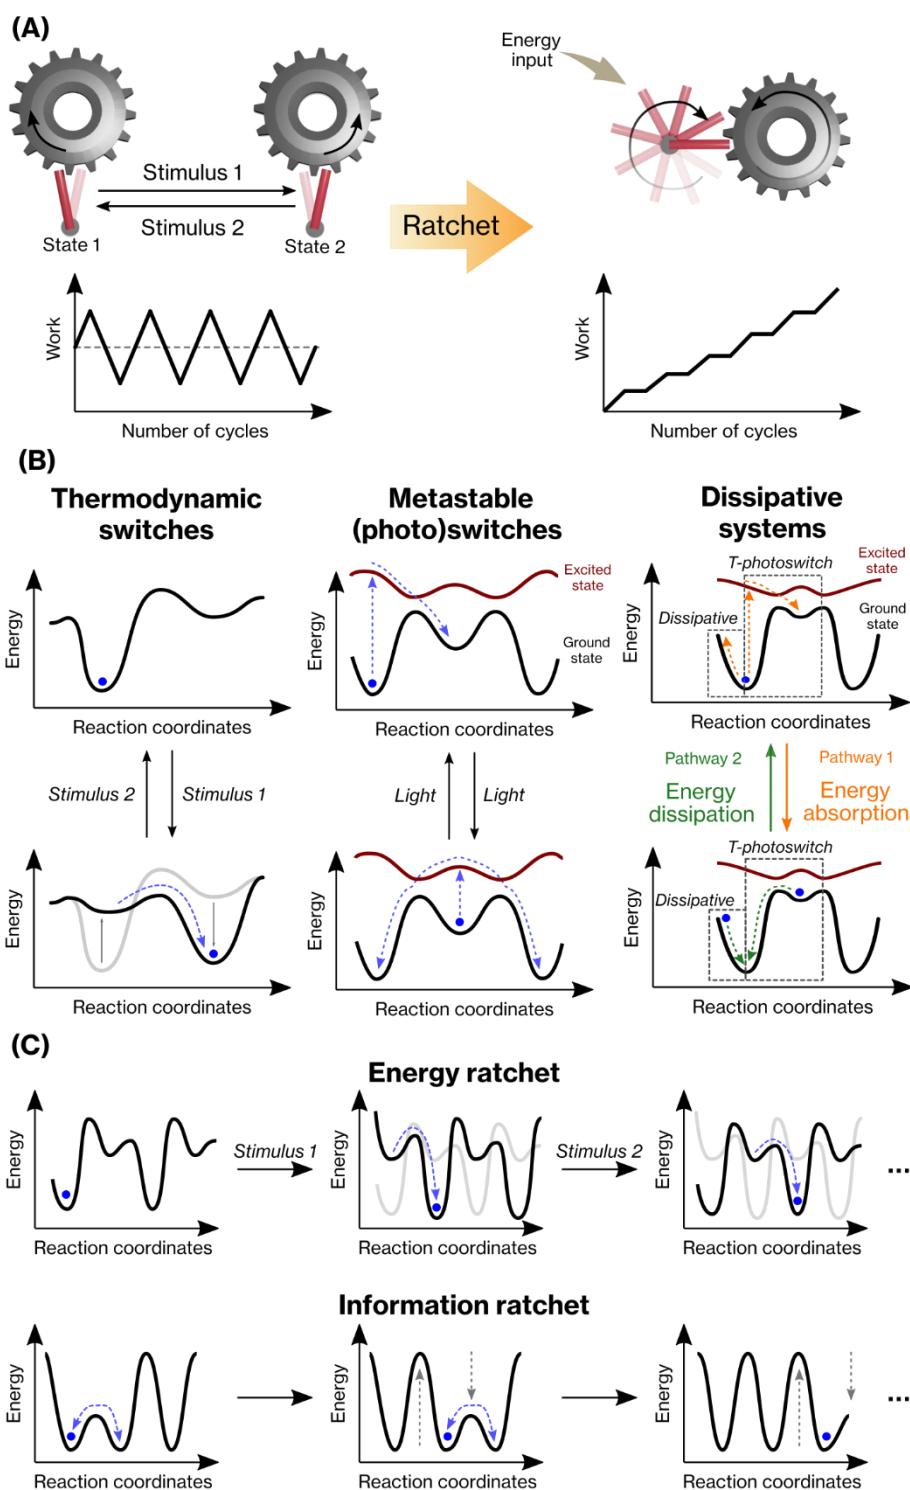 (A)
Energy
input
Stimulus 1
Stimulus 2
State 1
State 2
Ratchet
Work
Number of cycles
Work
Number of cycles
(B)
Thermodynamic
switches
Metastable
(photo)switches
Dissipative
systems
Energy
Reaction coordinates
Excited
state
Ground
state
Energy
Reaction coordinates
T-photoswitch
Excited
state
Dissipative
Ground
state
Energy
Reaction coordinates
Stimulus 2
Stimulus 1
Light
Light
Pathway 2
Energy
dissipation
Pathway 1
Energy
absorption
Energy
Reaction coordinates
Energy
Reaction coordinates
T-photoswitch
Dissipative
Energy
Reaction coordinates
(C)
Energy ratchet
Energy
Reaction coordinates
Stimulus 1
Energy
Reaction coordinates
Stimulus 2
Energy
Reaction coordinates
...
Information ratchet
Energy
Reaction coordinates
Energy
Reaction coordinates
Energy
Reaction coordinates
...